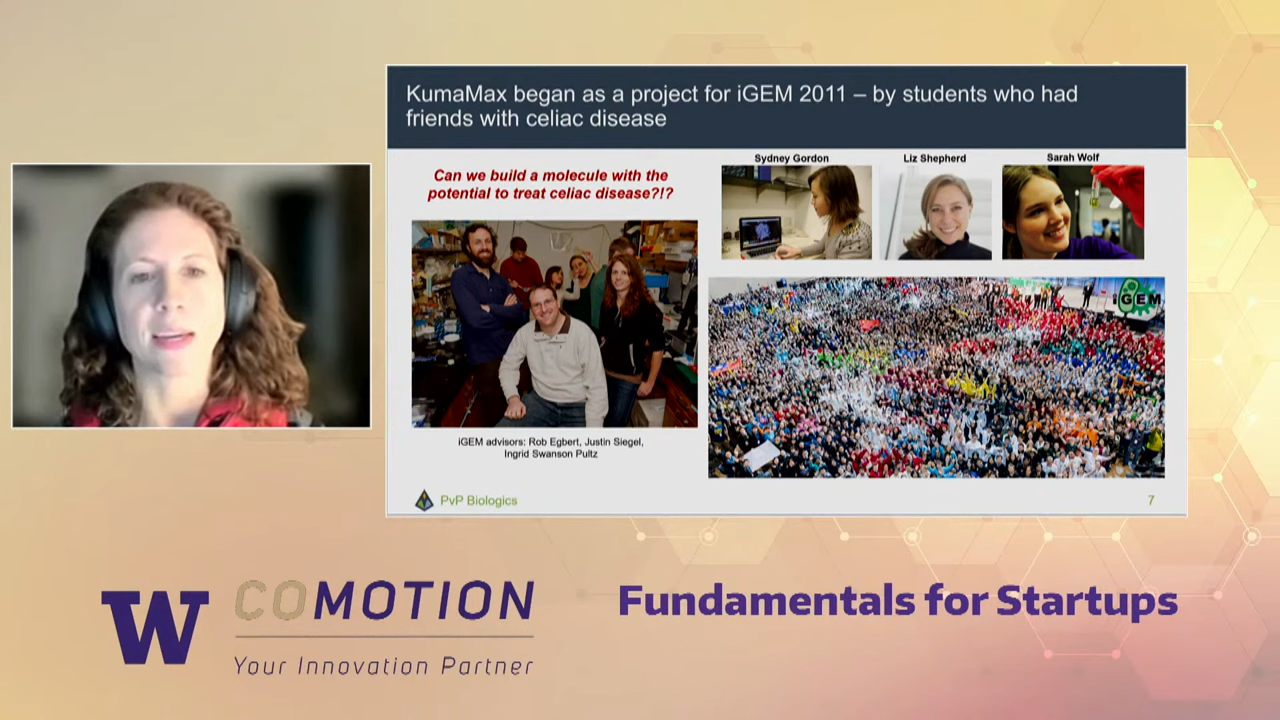 KumaMax began as a project for iGEM 2011 – by students who had
friends with celiac disease
Can we build a molecule with the
potential to treat celiac disease?!?
Sydney Gordon
Liz Shepherd
Sarah Wolf
iGEM
iGEM advisors: Rob Egbert, Justin Siegel,
Ingrid Swanson Pultz
PvP Biologics
7
W
COMOTION
Your Innovation Partner
Fundamentals for Startups